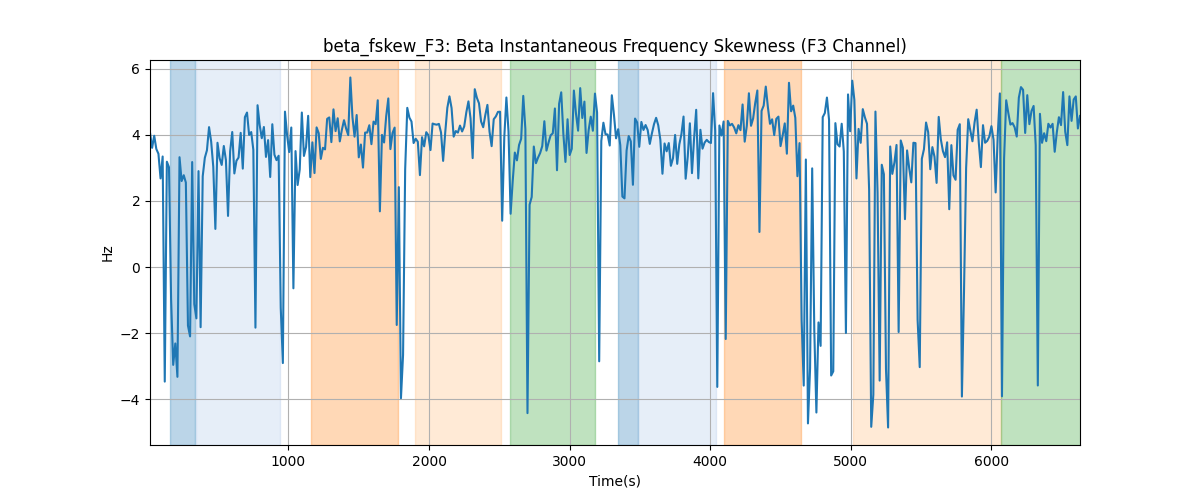 beta_fskew_F3: Beta Instantaneous Frequency Skewness (F3 Channel)
6
4
2
0
−2
−4
Hz
1000 2000 3000 4000 5000 6000
Time(s)